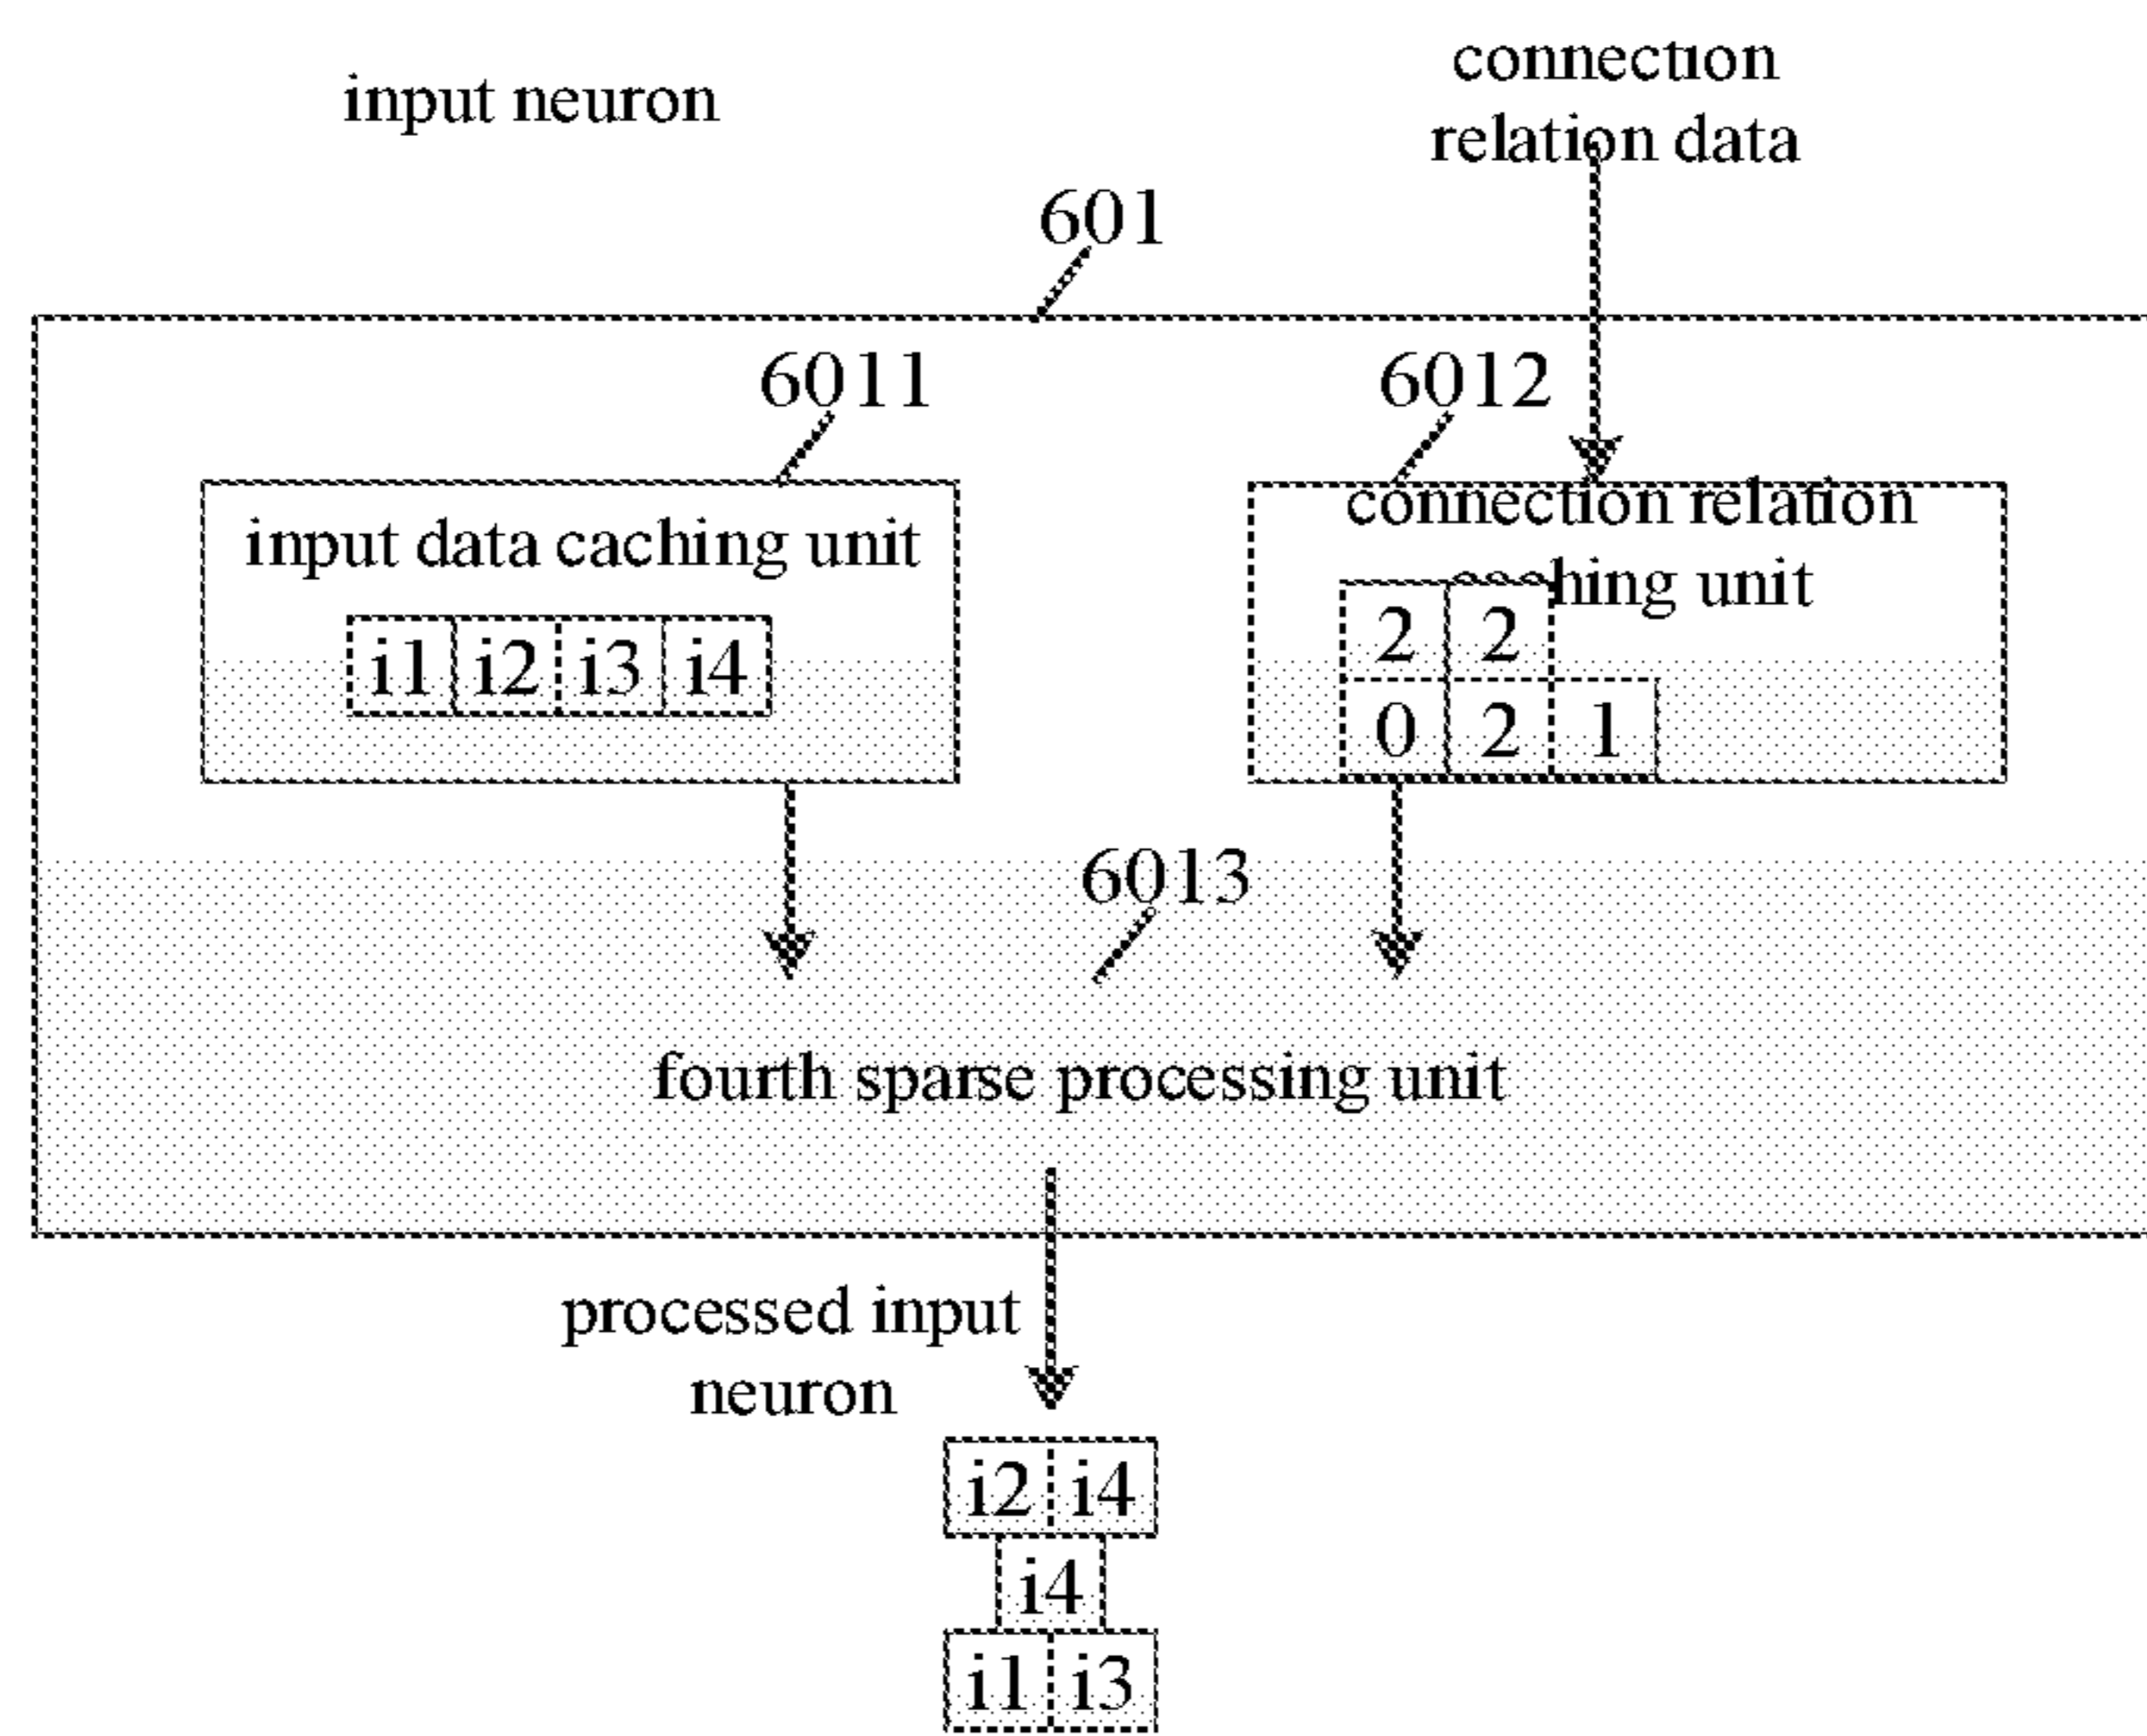 input neuron
connection
relation data
601
6011
6012
input data caching unit
i1 i2 i3 i4
connection relation
hing unit
2 2
0 2 1
6013
fourth sparse processing unit
processed input
neuron
i2 i4
i4
i1 i3